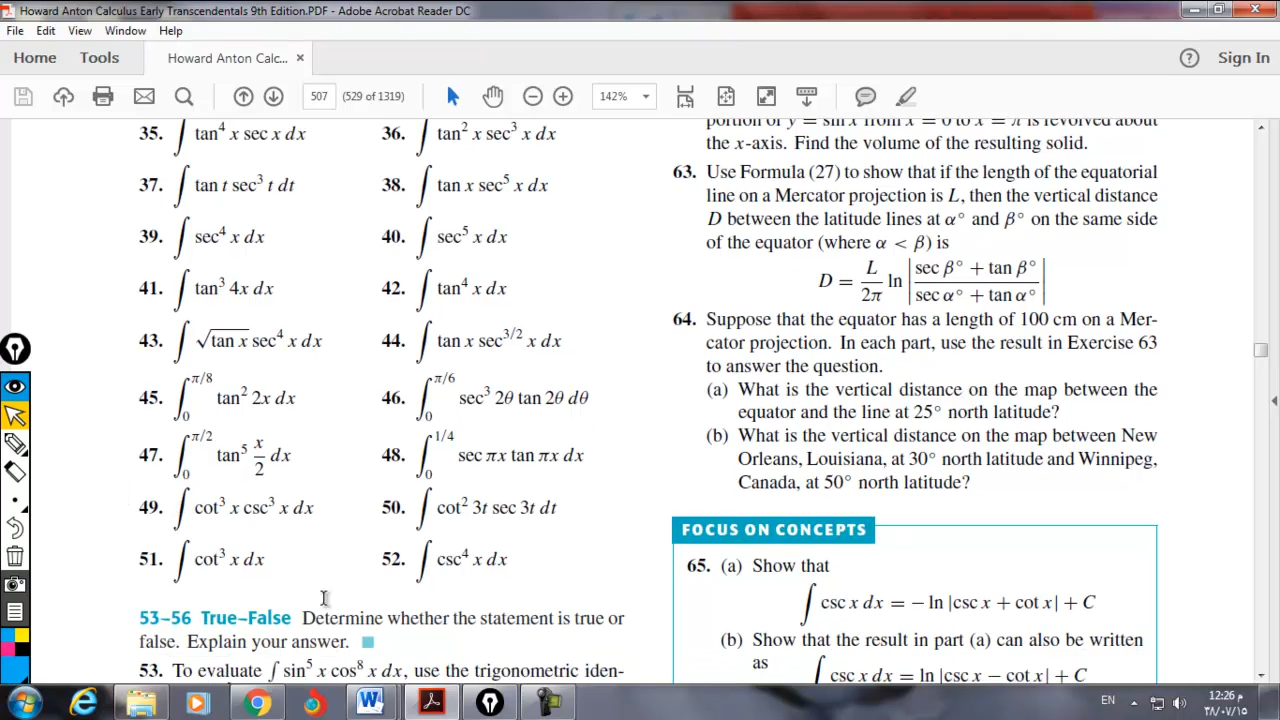 Howard Anton Calculus Early Transcendentals 9th Edition.PDF - Adobe Acrobat Reader DC
File Edit View Window Help
Home Tools Howard Anton Calc... × ? Sign In
507 (529 of 1319) 142%
35. ∫ tan⁴ x sec x dx 36. ∫ tan² x sec³ x dx
37. ∫ tan t sec³ t dt 38. ∫ tan x sec⁵ x dx
39. ∫ sec⁴ x dx 40. ∫ sec⁵ x dx
41. ∫ tan³ 4x dx 42. ∫ tan⁴ x dx
43. ∫ √tan x sec⁴ x dx 44. ∫ tan x sec^{3/2} x dx
45. ∫₀^{π/8} tan² 2x dx 46. ∫₀^{π/6} sec³ 2θ tan 2θ dθ
47. ∫₀^{π/2} tan⁵ x/2 dx 48. ∫₀^{1/4} sec πx tan πx dx
49. ∫ cot³ x csc³ x dx 50. ∫ cot² 3t sec 3t dt
51. ∫ cot³ x dx 52. ∫ csc⁴ x dx
53–56 True–False Determine whether the statement is true or
false. Explain your answer.
53. To evaluate ∫ sin⁵ x cos⁸ x dx, use the trigonometric iden-
portion of y = sin x from x = 0 to x = π is revolved about
the x-axis. Find the volume of the resulting solid.
63. Use Formula (27) to show that if the length of the equatorial
line on a Mercator projection is L, then the vertical distance
D between the latitude lines at α° and β° on the same side
of the equator (where α < β) is
D = L/2π ln |sec β° + tan β° / sec α° + tan α°|
64. Suppose that the equator has a length of 100 cm on a Mer-
cator projection. In each part, use the result in Exercise 63
to answer the question.
(a) What is the vertical distance on the map between the
equator and the line at 25° north latitude?
(b) What is the vertical distance on the map between New
Orleans, Louisiana, at 30° north latitude and Winnipeg,
Canada, at 50° north latitude?
FOCUS ON CONCEPTS
65. (a) Show that
∫ csc x dx = − ln |csc x + cot x| + C
(b) Show that the result in part (a) can also be written
as
∫ csc x dx = ln |csc x − cot x| + C
EN 12:26 م
٣٨/٠٧/١٥